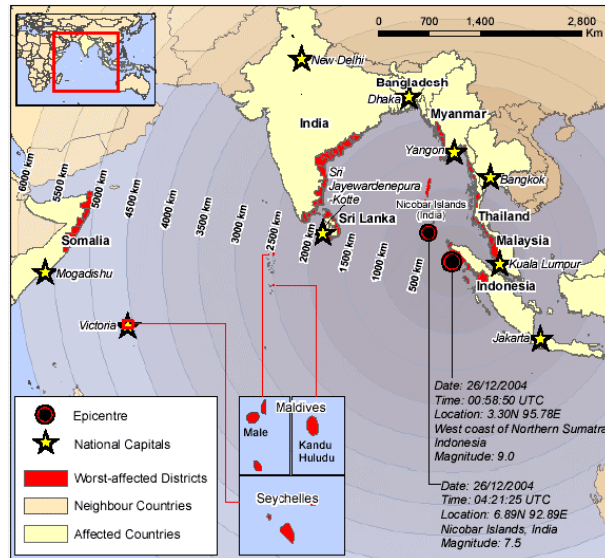 0 700 1,400 2,800
Km
New Delhi
Bangladesh
Dhaka
Myanmar
India
Yangon
Bangkok
6000 km
5500 km
5000 km
4500 km
4000 km
3500 km
3000 km
2500 km
2000 km
1500 km
1000 km
500 km
Sri
Jayewardenepura
-Kotte
Nicobar Islands
(India)
Thailand
Sri Lanka
Somalia
Malaysia
Mogadishu
Kuala Lumpur
Indonesia
Victoria
Jakarta
Date: 26/12/2004
Time: 00:58:50 UTC
Location: 3.30N 95.78E
West coast of Northern Sumatra
Indonesia
Magnitude: 9.0
Maldives
Male
Kandu
Huludu
Seychelles
Date: 26/12/2004
Time: 04:21:25 UTC
Location: 6.89N 92.89E
Nicobar Islands, India
Magnitude: 7.5
Epicentre
National Capitals
Worst-affected Districts
Neighbour Countries
Affected Countries